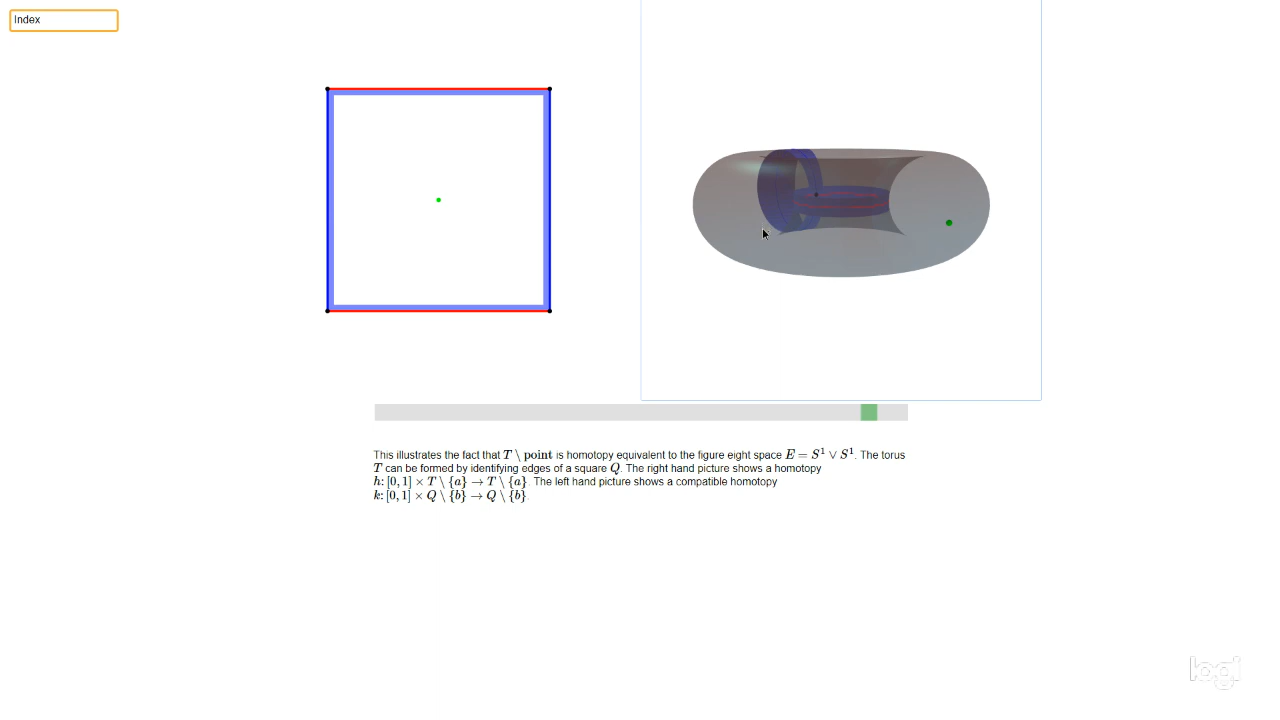 Index
This illustrates the fact that T \ point is homotopy equivalent to the figure eight space E = S¹ ∨ S¹. The torus
T can be formed by identifying edges of a square Q. The right hand picture shows a homotopy
h: [0, 1] × T \ {a} → T \ {a}. The left hand picture shows a compatible homotopy
k: [0, 1] × Q \ {b} → Q \ {b}.
logi